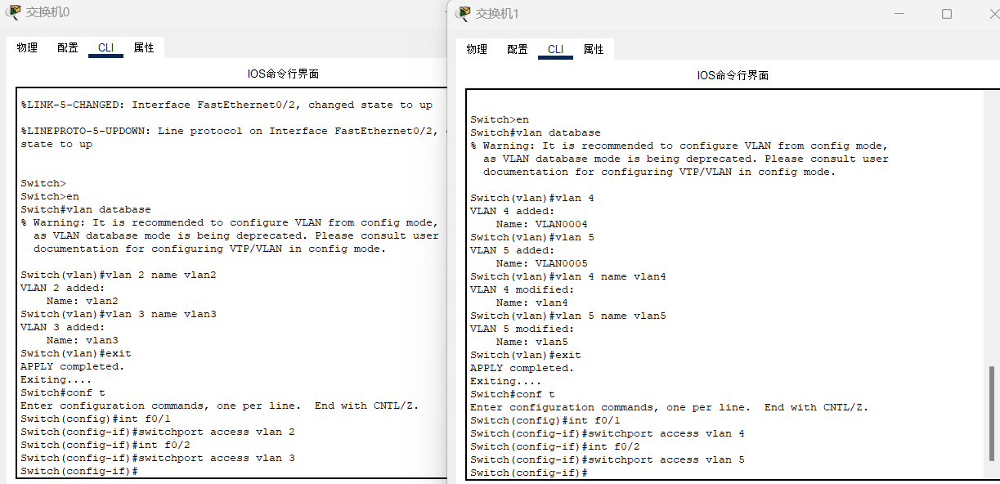 交换机0
物理 配置 CLI 属性
IOS命令行界面
%LINK-5-CHANGED: Interface FastEthernet0/2, changed state to up
%LINEPROTO-5-UPDOWN: Line protocol on Interface FastEthernet0/2,
state to up
Switch>
Switch>en
Switch#vlan database
% Warning: It is recommended to configure VLAN from config mode,
as VLAN database mode is being deprecated. Please consult user
documentation for configuring VTP/VLAN in config mode.
Switch(vlan)#vlan 2 name vlan2
VLAN 2 added:
Name: vlan2
Switch(vlan)#vlan 3 name vlan3
VLAN 3 added:
Name: vlan3
Switch(vlan)#exit
APPLY completed.
Exiting....
Switch#conf t
Enter configuration commands, one per line.  End with CNTL/Z.
Switch(config)#int f0/1
Switch(config-if)#switchport access vlan 2
Switch(config-if)#int f0/2
Switch(config-if)#switchport access vlan 3
Switch(config-if)#
交换机1
物理 配置 CLI 属性
IOS命令行界面
Switch>en
Switch#vlan database
% Warning: It is recommended to configure VLAN from config mode,
as VLAN database mode is being deprecated. Please consult user
documentation for configuring VTP/VLAN in config mode.
Switch(vlan)#vlan 4
VLAN 4 added:
Name: VLAN0004
Switch(vlan)#vlan 5
VLAN 5 added:
Name: VLAN0005
Switch(vlan)#vlan 4 name vlan4
VLAN 4 modified:
Name: vlan4
Switch(vlan)#vlan 5 name vlan5
VLAN 5 modified:
Name: vlan5
Switch(vlan)#exit
APPLY completed.
Exiting....
Switch#conf t
Enter configuration commands, one per line.  End with CNTL/Z.
Switch(config)#int f0/1
Switch(config-if)#switchport access vlan 4
Switch(config-if)#int f0/2
Switch(config-if)#switchport access vlan 5
Switch(config-if)#